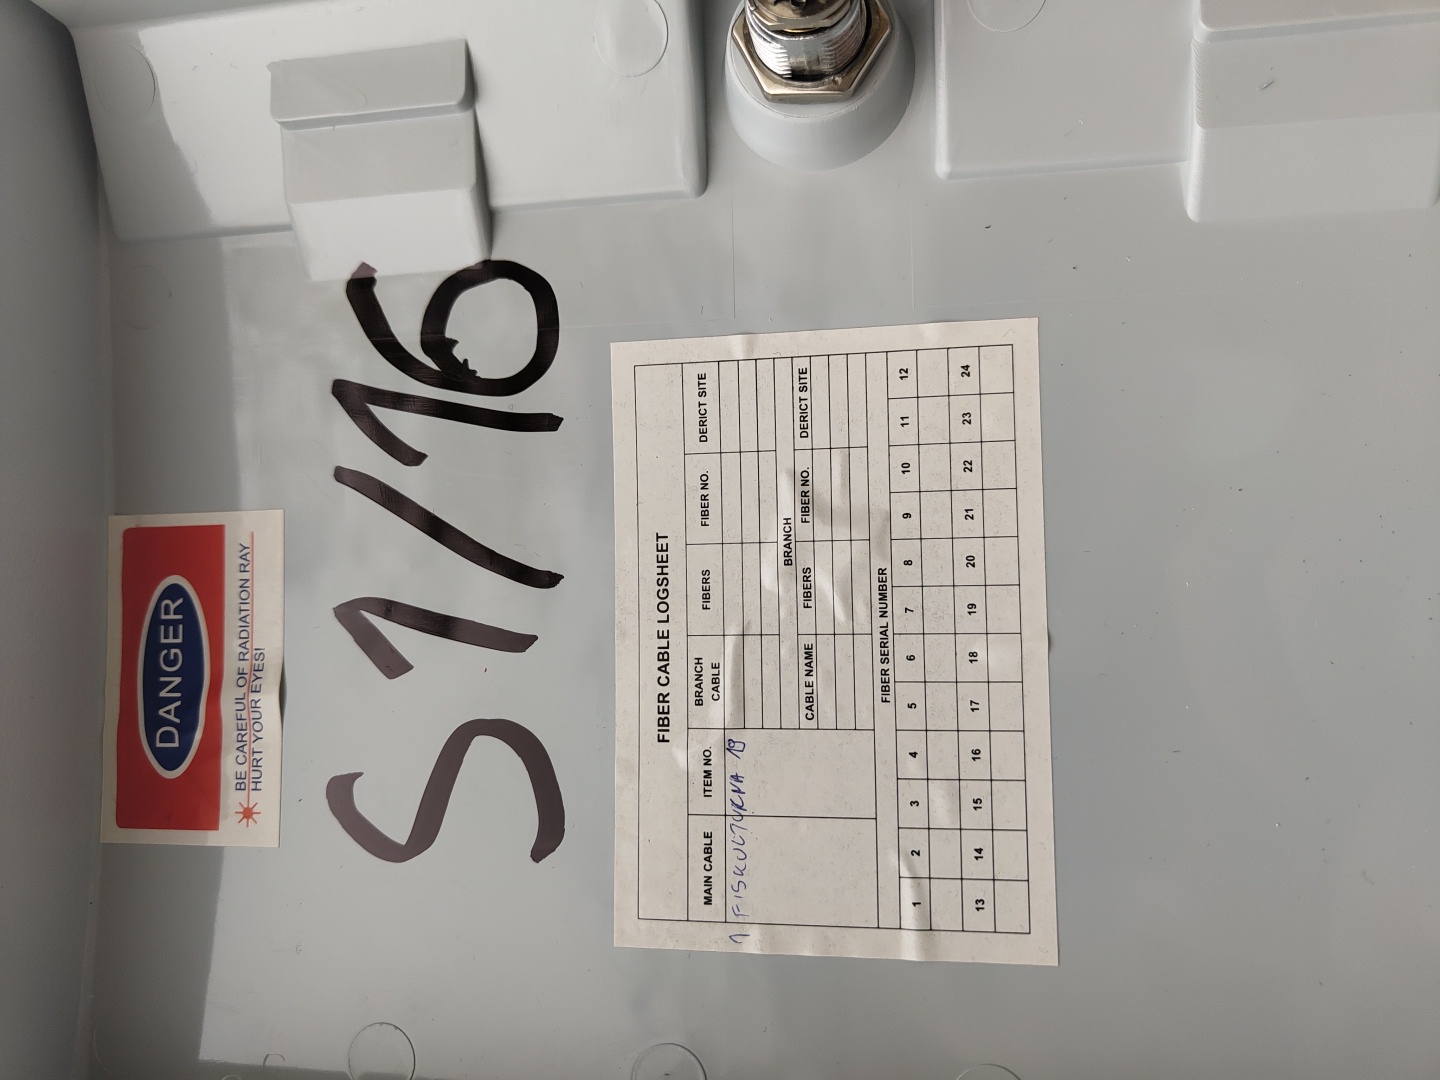 DANGER
BE CAREFUL OF RADIATION RAY
HURT YOUR EYES!
S1/16
FIBER CABLE LOGSHEET
MAIN CABLE ITEM NO. BRANCH CABLE FIBERS FIBER NO. DERICT SITE
1 FISKULTURNA 19
BRANCH
CABLE NAME FIBERS FIBER NO. DERICT SITE
FIBER SERIAL NUMBER
1 2 3 4 5 6 7 8 9 10 11 12
13 14 15 16 17 18 19 20 21 22 23 24